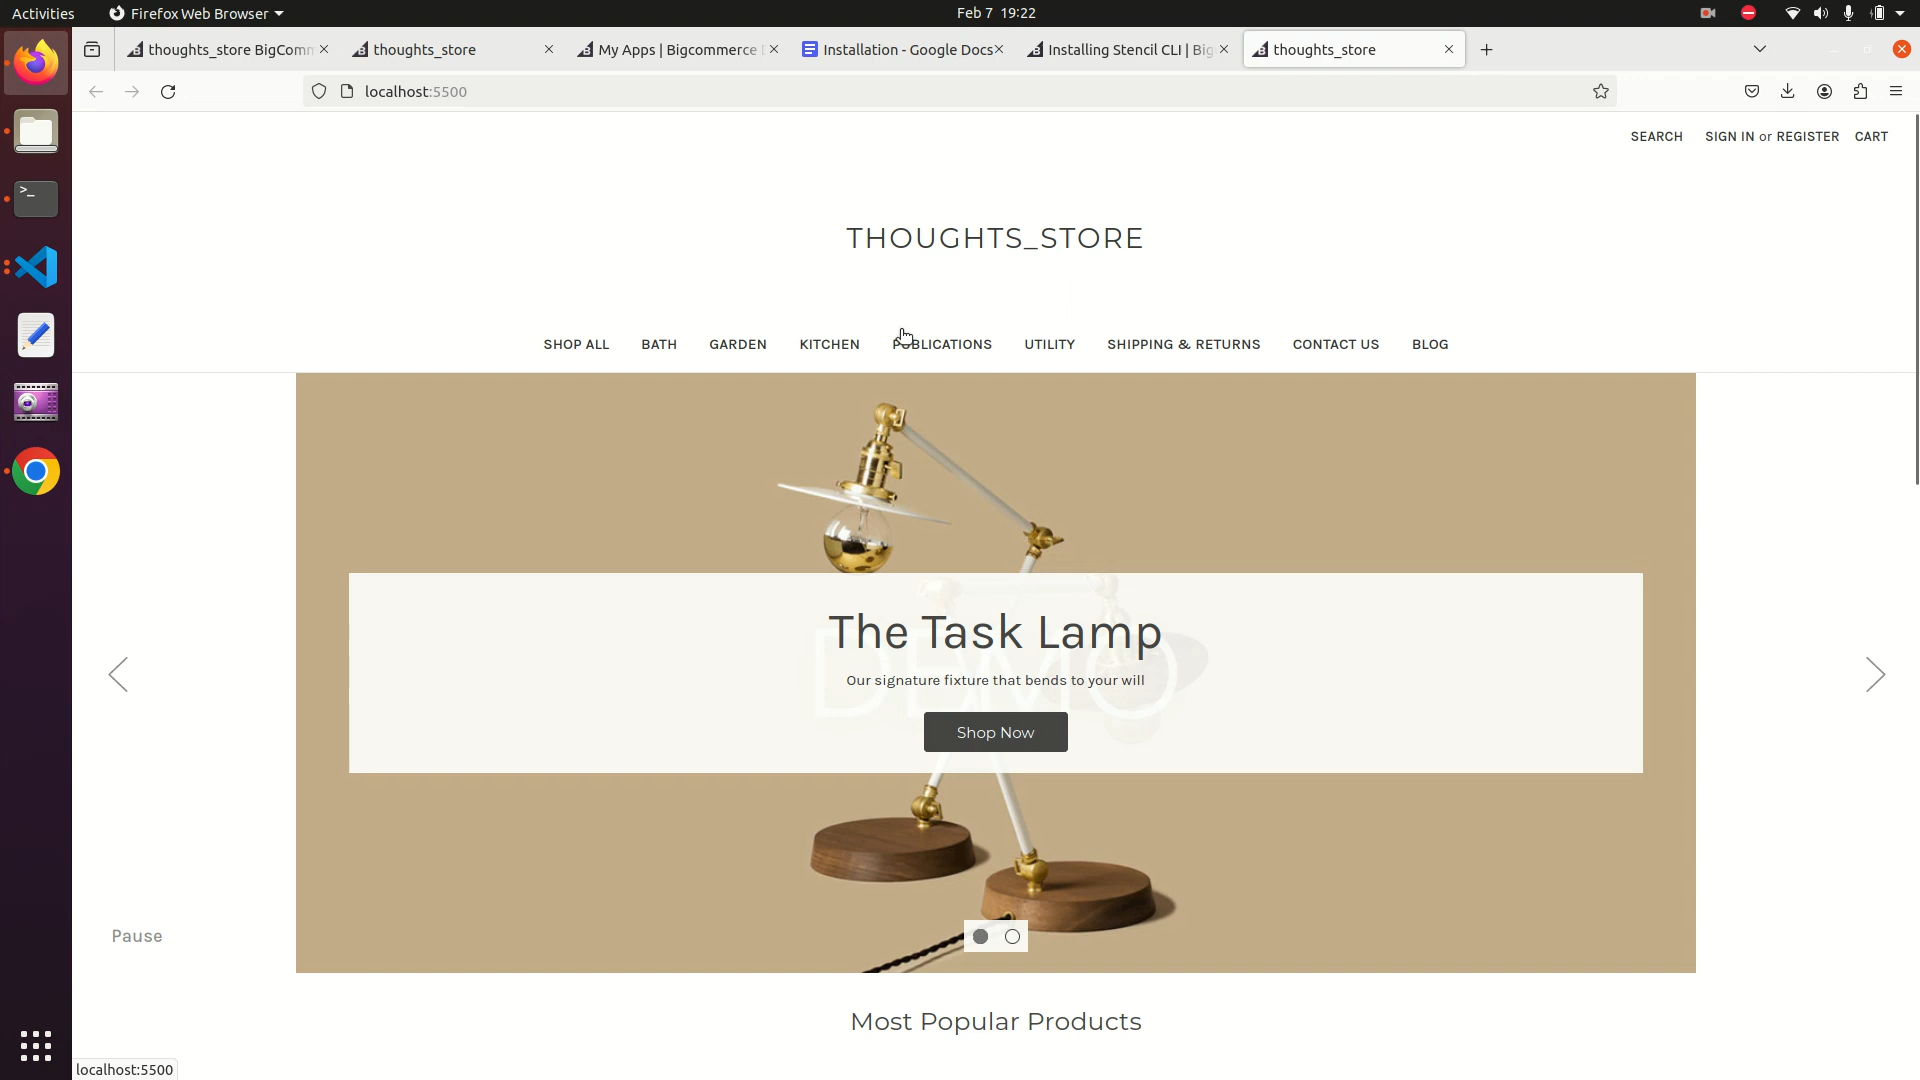 Activities
Firefox Web Browser
Feb 7 19:22
thoughts_store BigComm
thoughts_store
My Apps | Bigcommerce
Installation - Google Docs
Installing Stencil CLI | Big
thoughts_store
localhost:5500
SEARCH
SIGN IN or REGISTER
CART
THOUGHTS_STORE
SHOP ALL
BATH
GARDEN
KITCHEN
PUBLICATIONS
UTILITY
SHIPPING & RETURNS
CONTACT US
BLOG
DEMO
The Task Lamp
Our signature fixture that bends to your will
Shop Now
Pause
Most Popular Products
localhost:5500